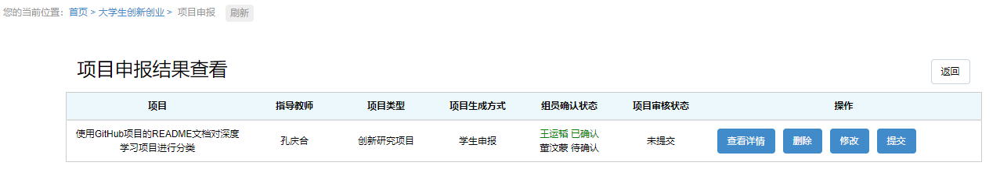 您的当前位置：首页 > 大学生创新创业 > 项目申报 刷新
项目申报结果查看
返回
项目 指导教师 项目类型 项目生成方式 组员确认状态 项目审核状态 操作
使用GitHub项目的README文档对深度
学习项目进行分类
孔庆合 创新研究项目 学生申报
王运韬 已确认
董汶蒙 待确认
未提交 查看详情 删除 修改 提交